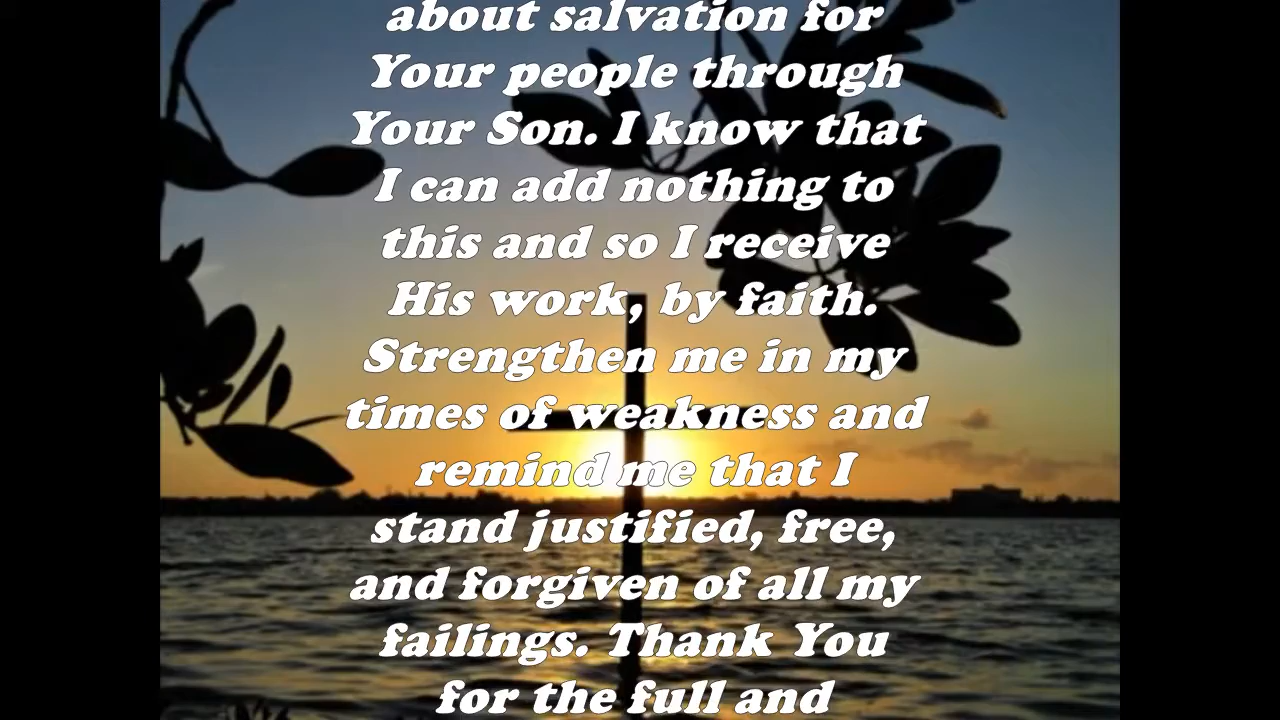 about salvation for
Your people through
Your Son. I know that
I can add nothing to
this and so I receive
His work, by faith.
Strengthen me in my
times of weakness and
remind me that I
stand justified, free,
and forgiven of all my
failings. Thank You
for the full and